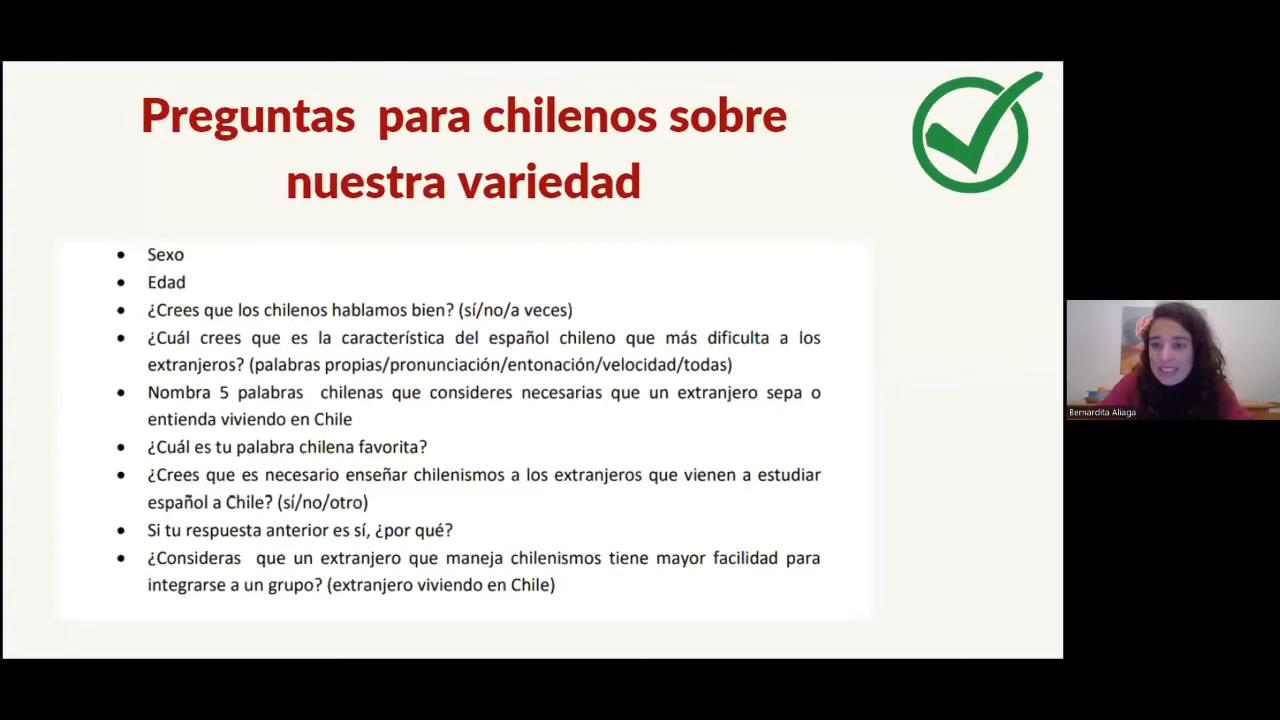 Preguntas  para chilenos sobre
nuestra variedad
• Sexo
• Edad
• ¿Crees que los chilenos hablamos bien? (sí/no/a veces)
• ¿Cuál crees que es la característica del español chileno que más dificulta a los
extranjeros? (palabras propias/pronunciación/entonación/velocidad/todas)
• Nombra 5 palabras  chilenas que consideres necesarias que un extranjero sepa o
entienda viviendo en Chile
• ¿Cuál es tu palabra chilena favorita?
• ¿Crees que es necesario enseñar chilenismos a los extranjeros que vienen a estudiar
español a Chile? (sí/no/otro)
• Si tu respuesta anterior es sí, ¿por qué?
• ¿Consideras  que un extranjero que maneja chilenismos tiene mayor facilidad para
integrarse a un grupo? (extranjero viviendo en Chile)
Bernardita Aliaga